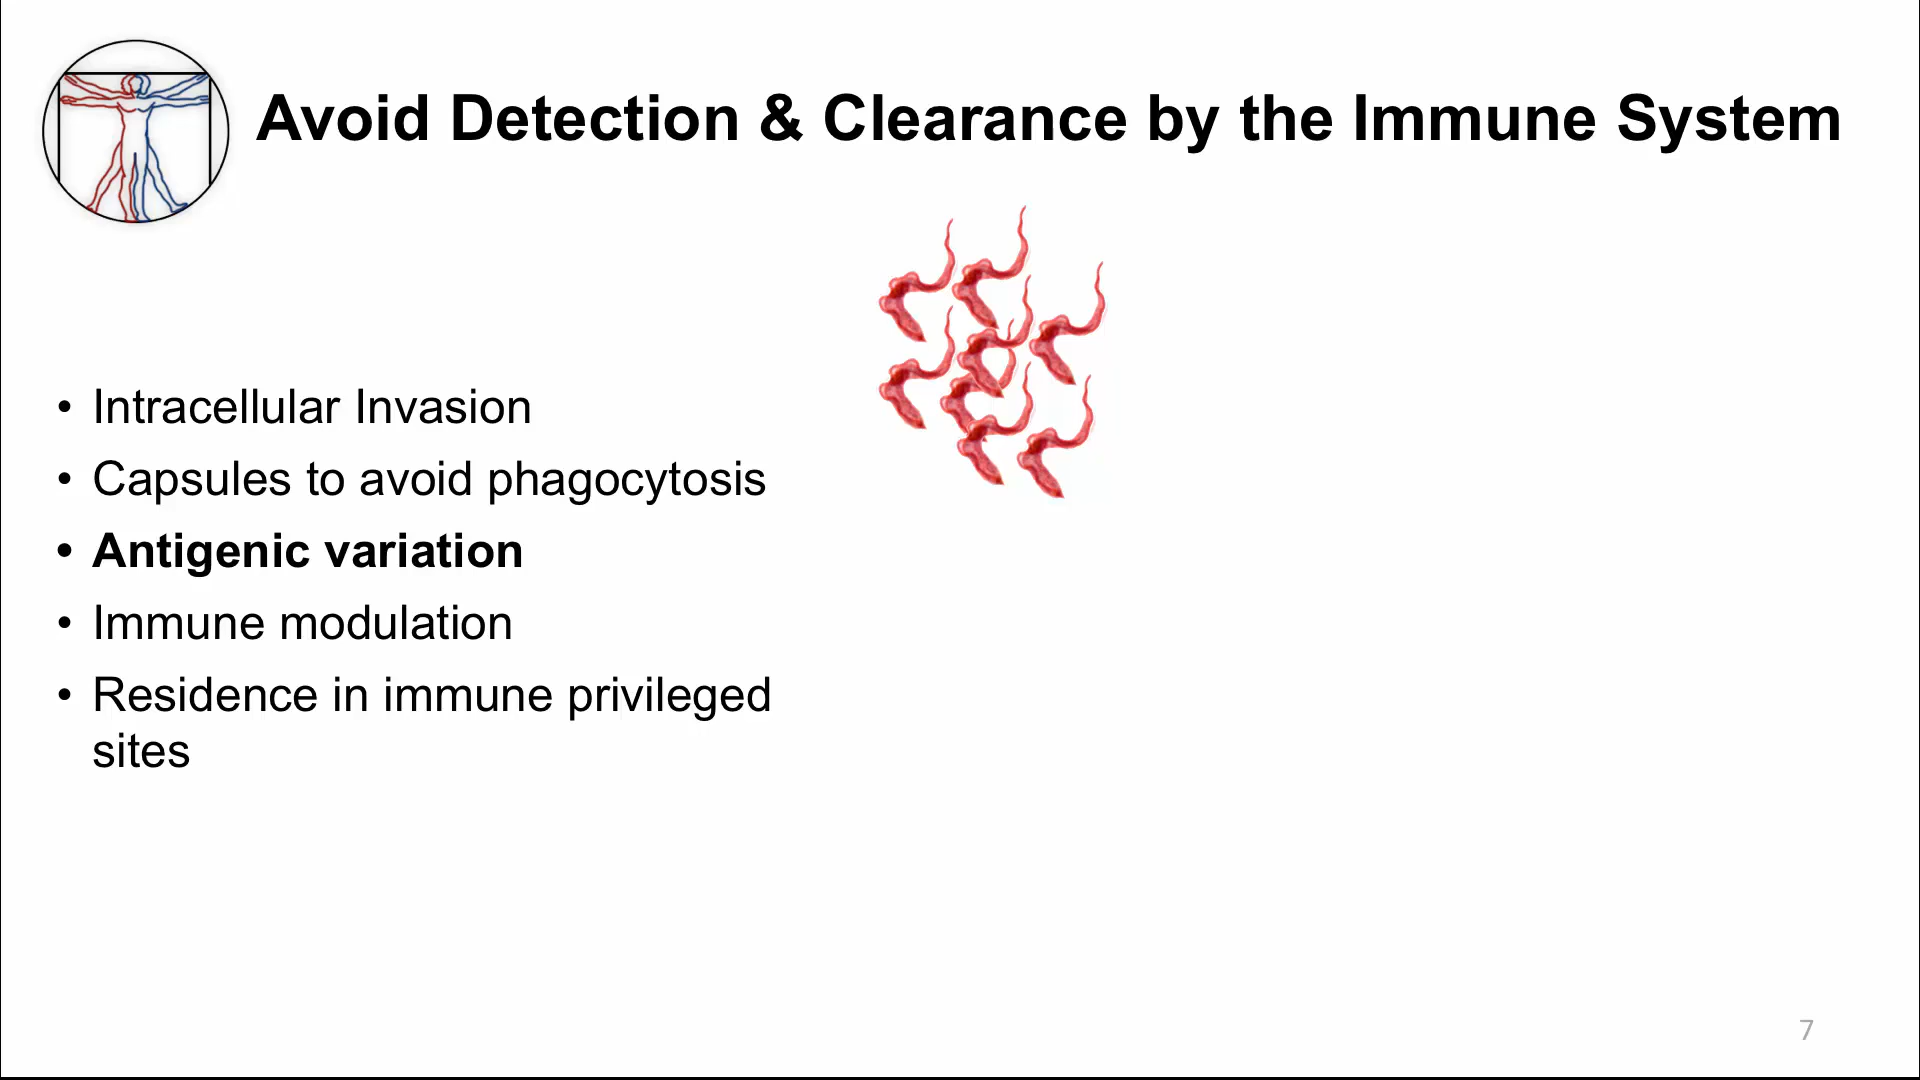 Avoid Detection & Clearance by the Immune System
• Intracellular Invasion
• Capsules to avoid phagocytosis
• Antigenic variation
• Immune modulation
• Residence in immune privileged
sites
7